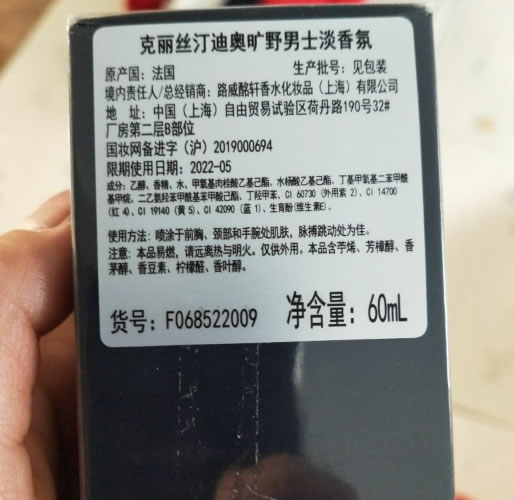 克丽丝汀迪奥旷野男士淡香氛
原产国：法国 生产批号：见包装
境内责任人/总经销商：路威酩轩香水化妆品（上海）有限公司
地 址：中国（上海）自由贸易试验区荷丹路190号32#
厂房第二层B部位
国妆网备进字（沪）2019000694
限期使用日期：2022-05
成分：乙醇、香精、水、甲氧基肉桂酸乙基己酯、水杨酸乙基己酯、丁基甲氧基二苯甲酰
基甲烷、二乙氨羟苯甲酰基苯甲酸己酯、丁羟甲苯、CI 60730（外用紫 2）、CI 14700
（红 4）、CI 19140（黄 5）、CI 42090（蓝 1）、生育酚（维生素E）。
使用方法：喷涂于前胸、颈部和手腕处肌肤，脉搏跳动处为佳。
注意：本品易燃，请远离热与明火。仅供外用。本品含苧烯、芳樟醇、香
茅醇、香豆素、柠檬醛、香叶醇。
货号：F068522009 净含量：60mL